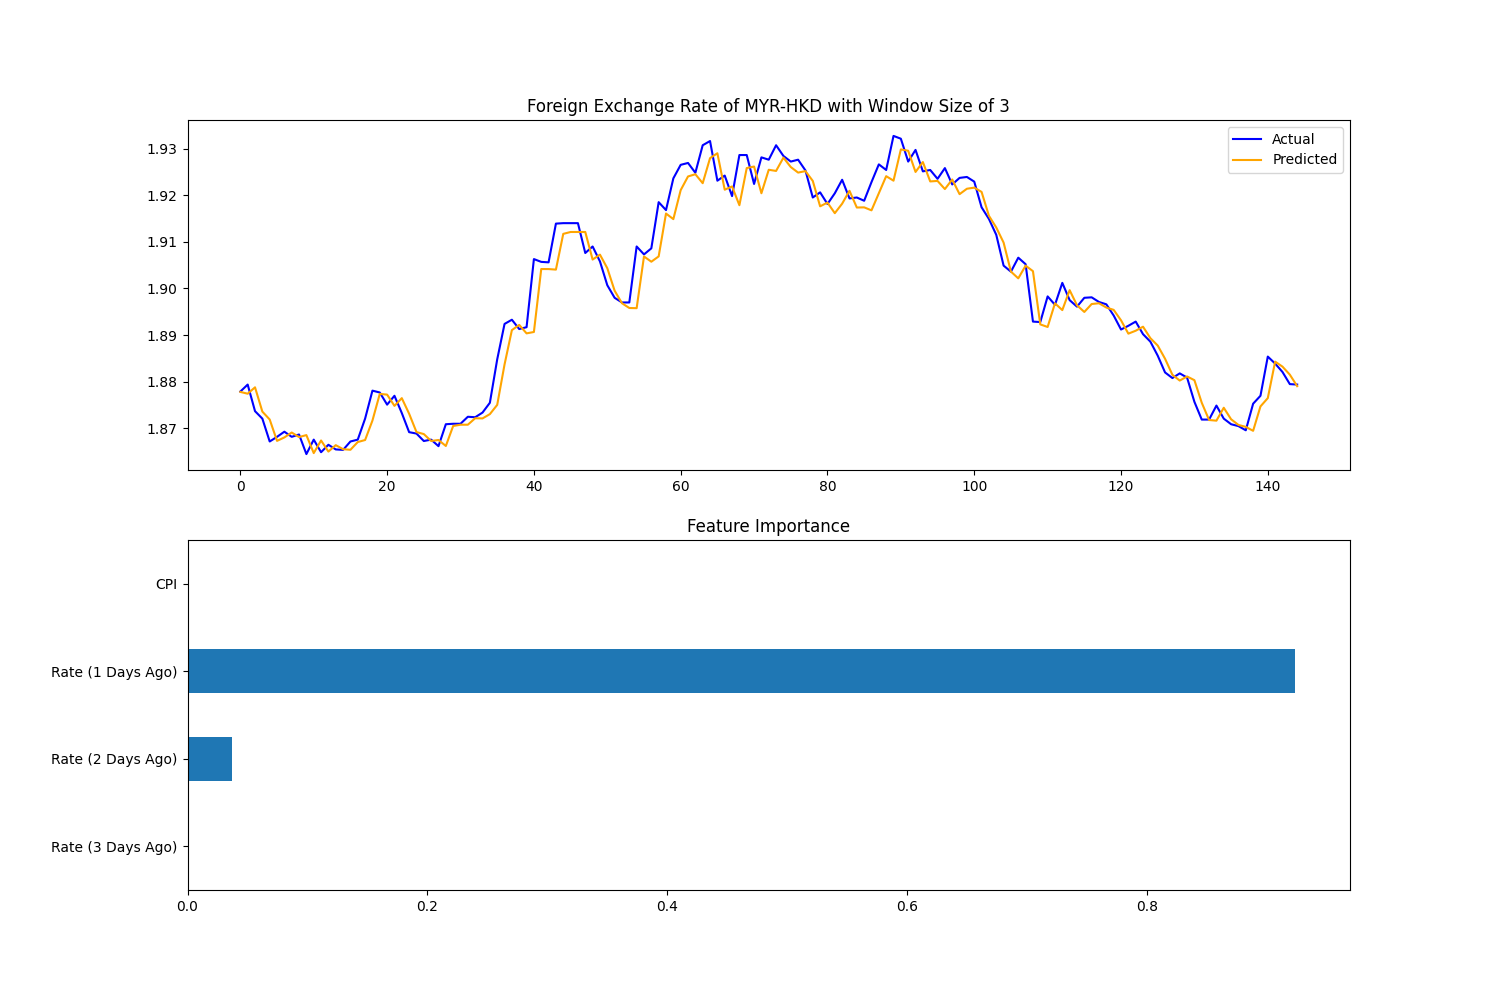 Foreign Exchange Rate of MYR-HKD with Window Size of 3
Actual
Predicted
1.93
1.92
1.91
1.90
1.89
1.88
1.87
0 20 40 60 80 100 120 140
Feature Importance
CPI
Rate (1 Days Ago)
Rate (2 Days Ago)
Rate (3 Days Ago)
0.0 0.2 0.4 0.6 0.8